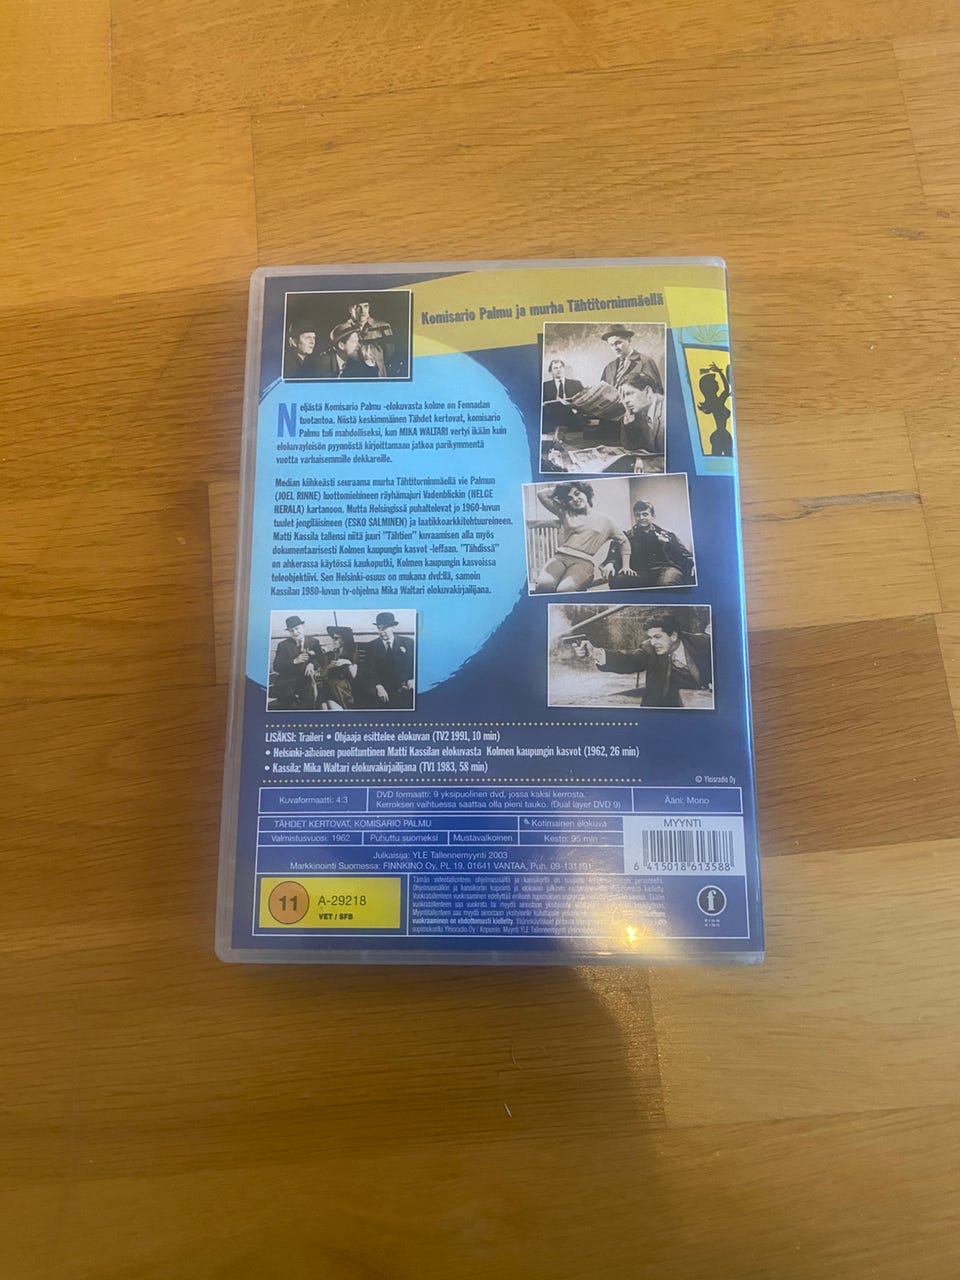 Komisario Palmu ja murha Tähtitorninmäellä
Neljästä Komisario Palmu -elokuvasta kolme on Fennadan
tuotantoa. Niistä keskimmäinen Tähdet kertovat, komisario
Palmu tuli mahdolliseksi, kun MIKA WALTARI vertyi ikään kuin
elokuvayleisön pyynnöstä kirjoittamaan jatkoa parikymmentä
vuotta varhaisemmille dekkareille.
Median kiihkeästi seuraama murha Tähtitorninmäellä vie Palmun
(JOEL RINNE) luottomiehineen räyhämajuri Vadenblickin (HELGE
HERALA) kartanoon. Mutta Helsingissä puhaltelevat jo 1960-luvun
tuulet jengiläisineen (ESKO SALMINEN) ja laatikkoarkkitehtuureineen.
Matti Kassila tallensi niitä juuri "Tähtien" kuvaamisen alla myös
dokumentaarisesti Kolmen kaupungin kasvot -leffaan. "Tähdissä"
on ahkerassa käytössä kaukoputki, Kolmen kaupungin kasvoissa
teleobjektiivi. Sen Helsinki-osuus on mukana dvd:llä, samoin
Kassilan 1980-luvun tv-ohjelma Mika Waltari elokuvakirjailijana.
LISÄKSI: Traileri • Ohjaaja esittelee elokuvan (TV2 1991, 10 min)
• Helsinki-aiheinen puolituntinen Matti Kassilan elokuvasta Kolmen kaupungin kasvot (1962, 26 min)
• Kassila: Mika Waltari elokuvakirjailijana (TV1 1983, 58 min)
© Yleisradio Oy
Kuvaformaatti: 4:3
DVD formaatti: 9 yksipuolinen dvd, jossa kaksi kerrosta.
Kerroksen vaihtuessa saattaa olla pieni tauko. (Dual layer DVD 9)
Ääni: Mono
TÄHDET KERTOVAT, KOMISARIO PALMU
Kotimainen elokuva
Valmistusvuosi: 1962
Puhuttu suomeksi
Mustavalkoinen
Kesto: 95 min
MYYNTI
6 415018 613588
Julkaisija: YLE Tallennemyynti 2003
Markkinointi Suomessa: FINNKINO Oy, PL 19, 01641 VANTAA, Puh. 09-131191
11
A-29218
VET / SFB
f
FINN
KINO